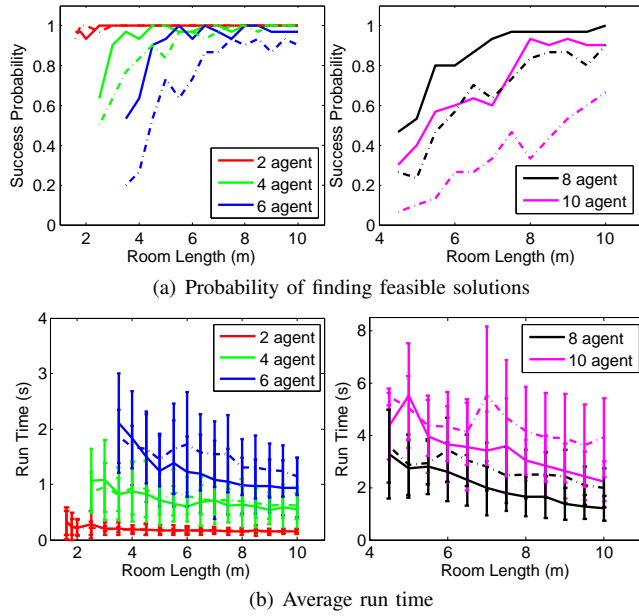 1
0.8
0.6
0.4
0.2
0
Success Probability
2 4 6 8 10
Room Length (m)
2 agent
4 agent
6 agent
1
0.8
0.6
0.4
0.2
0
Success Probability
4 6 8 10
Room Length (m)
8 agent
10 agent
(a) Probability of finding feasible solutions
4
3
2
1
0
Run Time (s)
2 4 6 8 10
Room Length (m)
2 agent
4 agent
6 agent
8
6
4
2
0
Run Time (s)
4 6 8 10
Room Length (m)
8 agent
10 agent
(b) Average run time